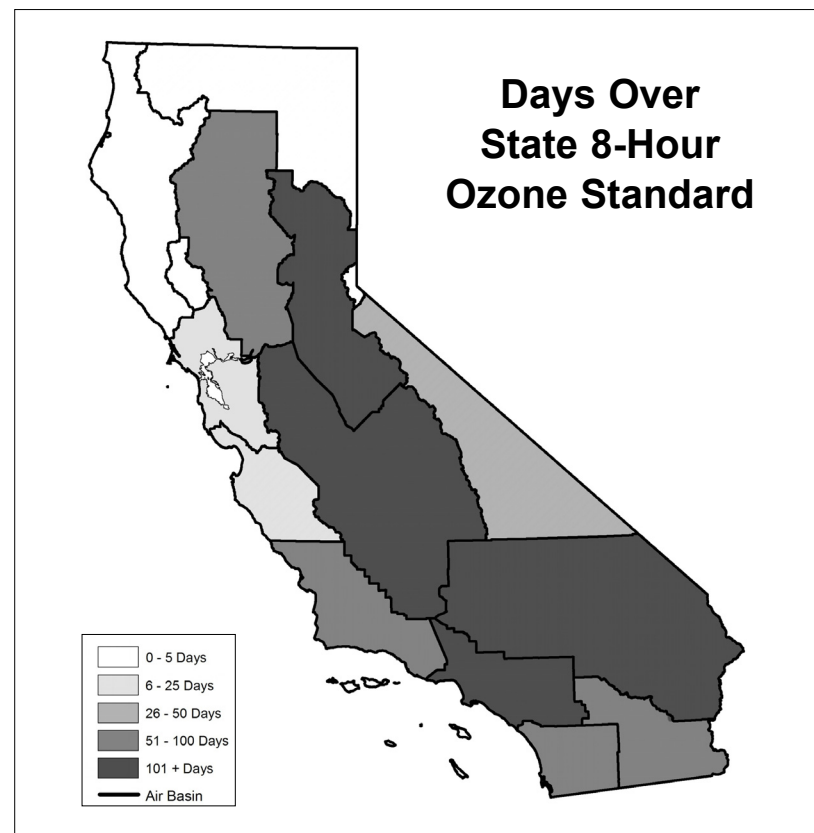 Days Over
State 8-Hour
Ozone Standard
0 - 5 Days
6 - 25 Days
26 - 50 Days
51 - 100 Days
101 + Days
Air Basin